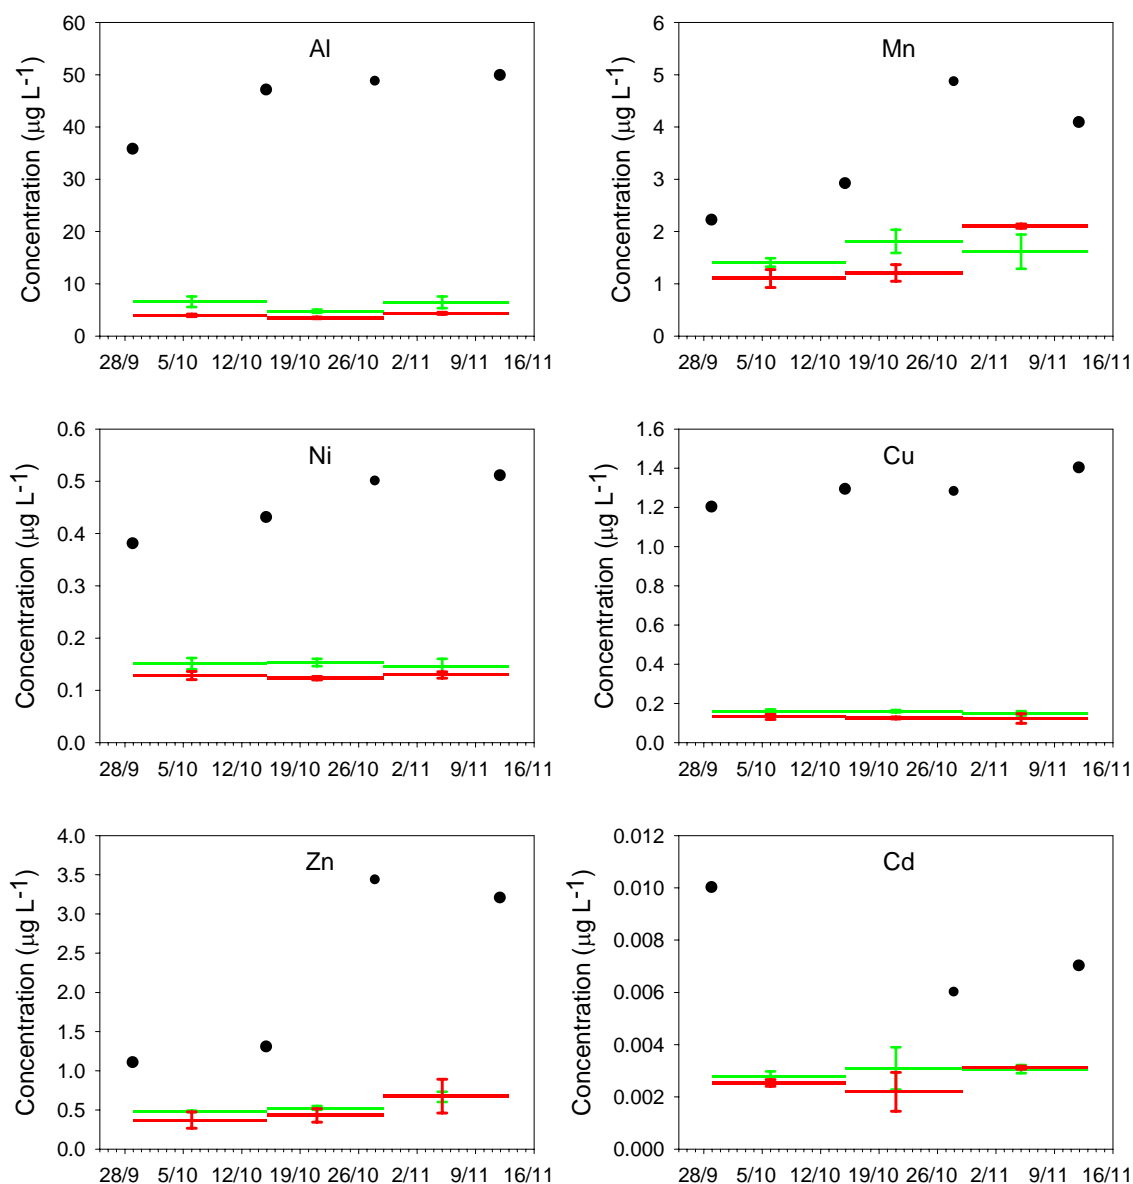 Al
Concentration (μg L-1)
60
50
40
30
20
10
0
28/9 5/10 12/10 19/10 26/10 2/11 9/11 16/11
Mn
Concentration (μg L-1)
6
5
4
3
2
1
0
28/9 5/10 12/10 19/10 26/10 2/11 9/11 16/11
Ni
Concentration (μg L-1)
0.6
0.5
0.4
0.3
0.2
0.1
0.0
28/9 5/10 12/10 19/10 26/10 2/11 9/11 16/11
Cu
Concentration (μg L-1)
1.6
1.4
1.2
1.0
0.8
0.6
0.4
0.2
0.0
28/9 5/10 12/10 19/10 26/10 2/11 9/11 16/11
Zn
Concentration (μg L-1)
4.0
3.5
3.0
2.5
2.0
1.5
1.0
0.5
0.0
28/9 5/10 12/10 19/10 26/10 2/11 9/11 16/11
Cd
Concentration (μg L-1)
0.012
0.010
0.008
0.006
0.004
0.002
0.000
28/9 5/10 12/10 19/10 26/10 2/11 9/11 16/11